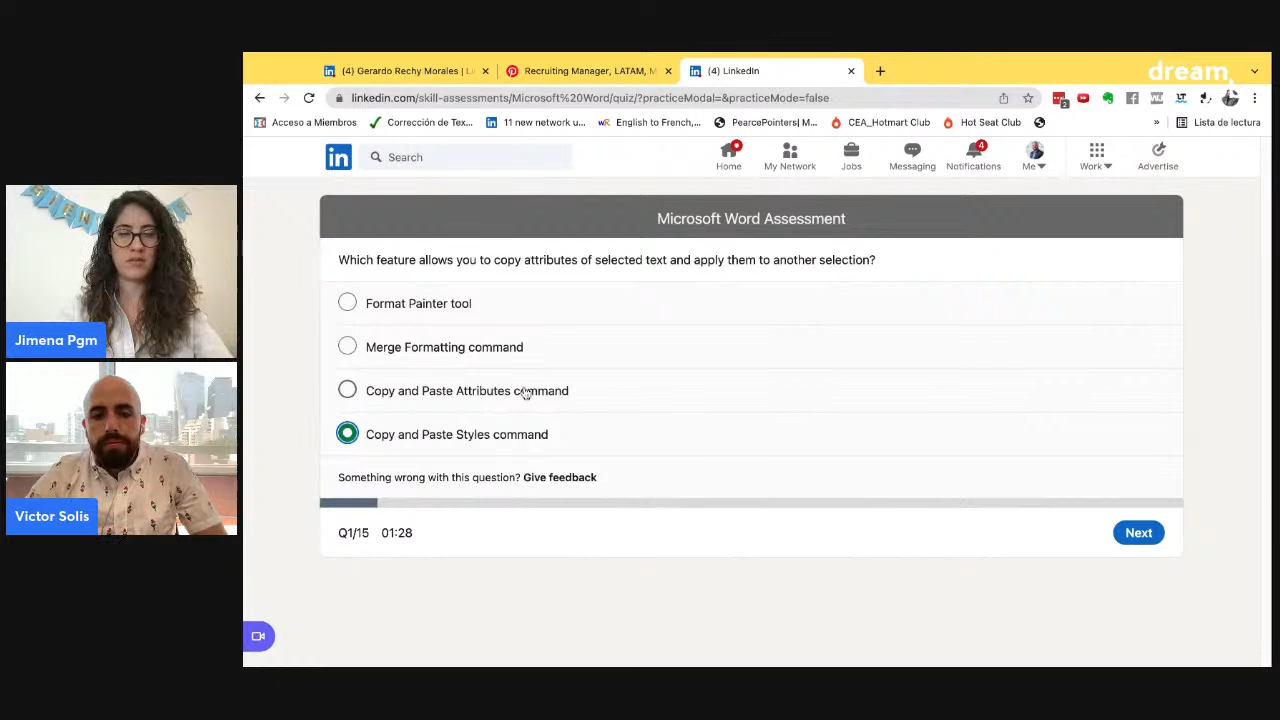 dream
(4) Gerardo Rechy Morales | Li
Recruiting Manager, LATAM, M
(4) LinkedIn
linkedin.com/skill-assessments/Microsoft%20Word/quiz/?practiceModal=&practiceMode=false
Acceso a Miembros
Corrección de Tex...
11 new network u...
English to French,...
PearcePointers| M...
CEA_Hotmart Club
Hot Seat Club
»
Lista de lectura
in
Search
Home
My Network
Jobs
Messaging
4
Notifications
Me
Work
Advertise
Microsoft Word Assessment
Which feature allows you to copy attributes of selected text and apply them to another selection?
Format Painter tool
Merge Formatting command
Copy and Paste Attributes command
Copy and Paste Styles command
Something wrong with this question? Give feedback
Q1/15 01:28
Next
Jimena Pgm
Victor Solis